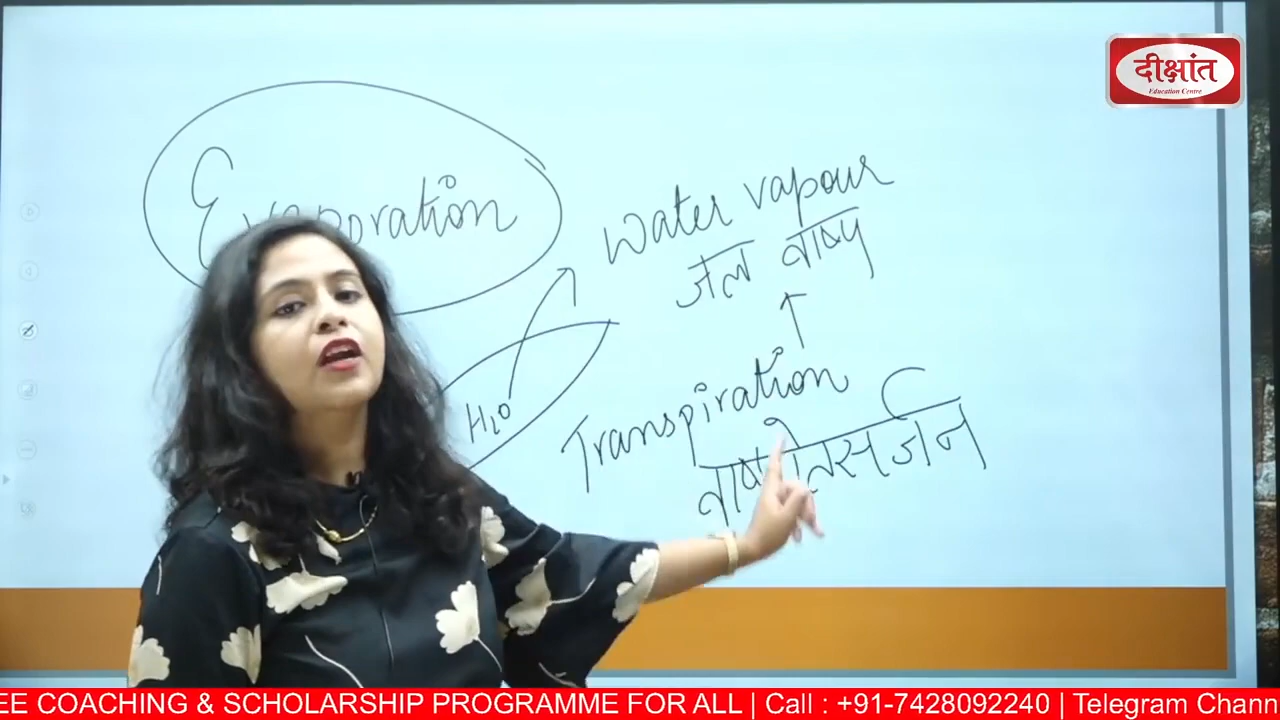 दीक्षांत
Education Centre
Evaporation
Water vapour
जल वाष्प
H₂O
Transpiration
वाष्पोत्सर्जन
EE COACHING & SCHOLARSHIP PROGRAMME FOR ALL | Call : +91-7428092240 | Telegram Chann